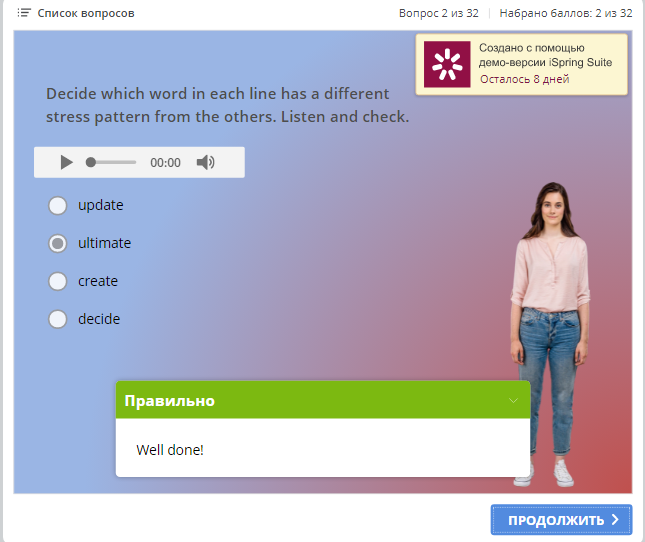 Список вопросов
Вопрос 2 из 32
Набрано баллов: 2 из 32
Создано с помощью
демо-версии iSpring Suite
Осталось 8 дней
Decide which word in each line has a different
stress pattern from the others. Listen and check.
00:00
update
ultimate
create
decide
Правильно
Well done!
ПРОДОЛЖИТЬ